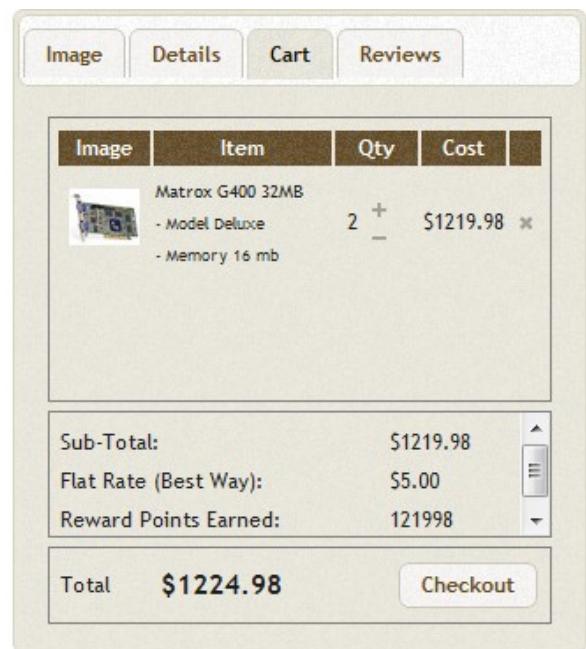 Image Details Cart Reviews
Image Item Qty Cost
Matrox G400 32MB
- Model Deluxe
- Memory 16 mb
2 + $1219.98 ×
−
Sub-Total: $1219.98
Flat Rate (Best Way): $5.00
Reward Points Earned: 121998
Total $1224.98 Checkout